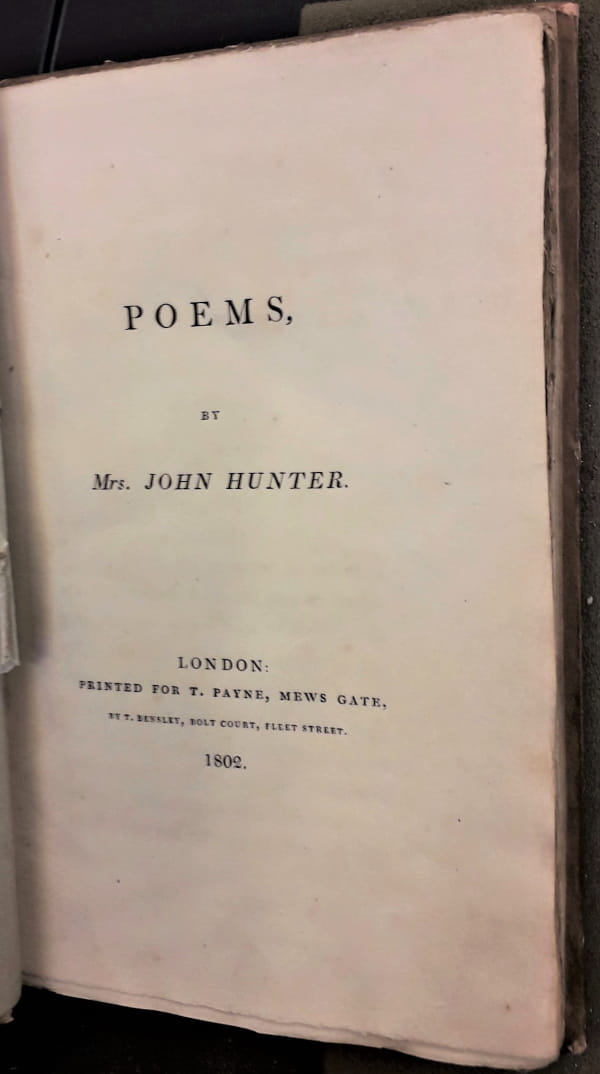 POEMS,
BY
Mrs. JOHN HUNTER.
LONDON:
PRINTED FOR T. PAYNE, MEWS GATE,
BY T. BENSLEY, BOLT COURT, FLEET STREET.
1802.